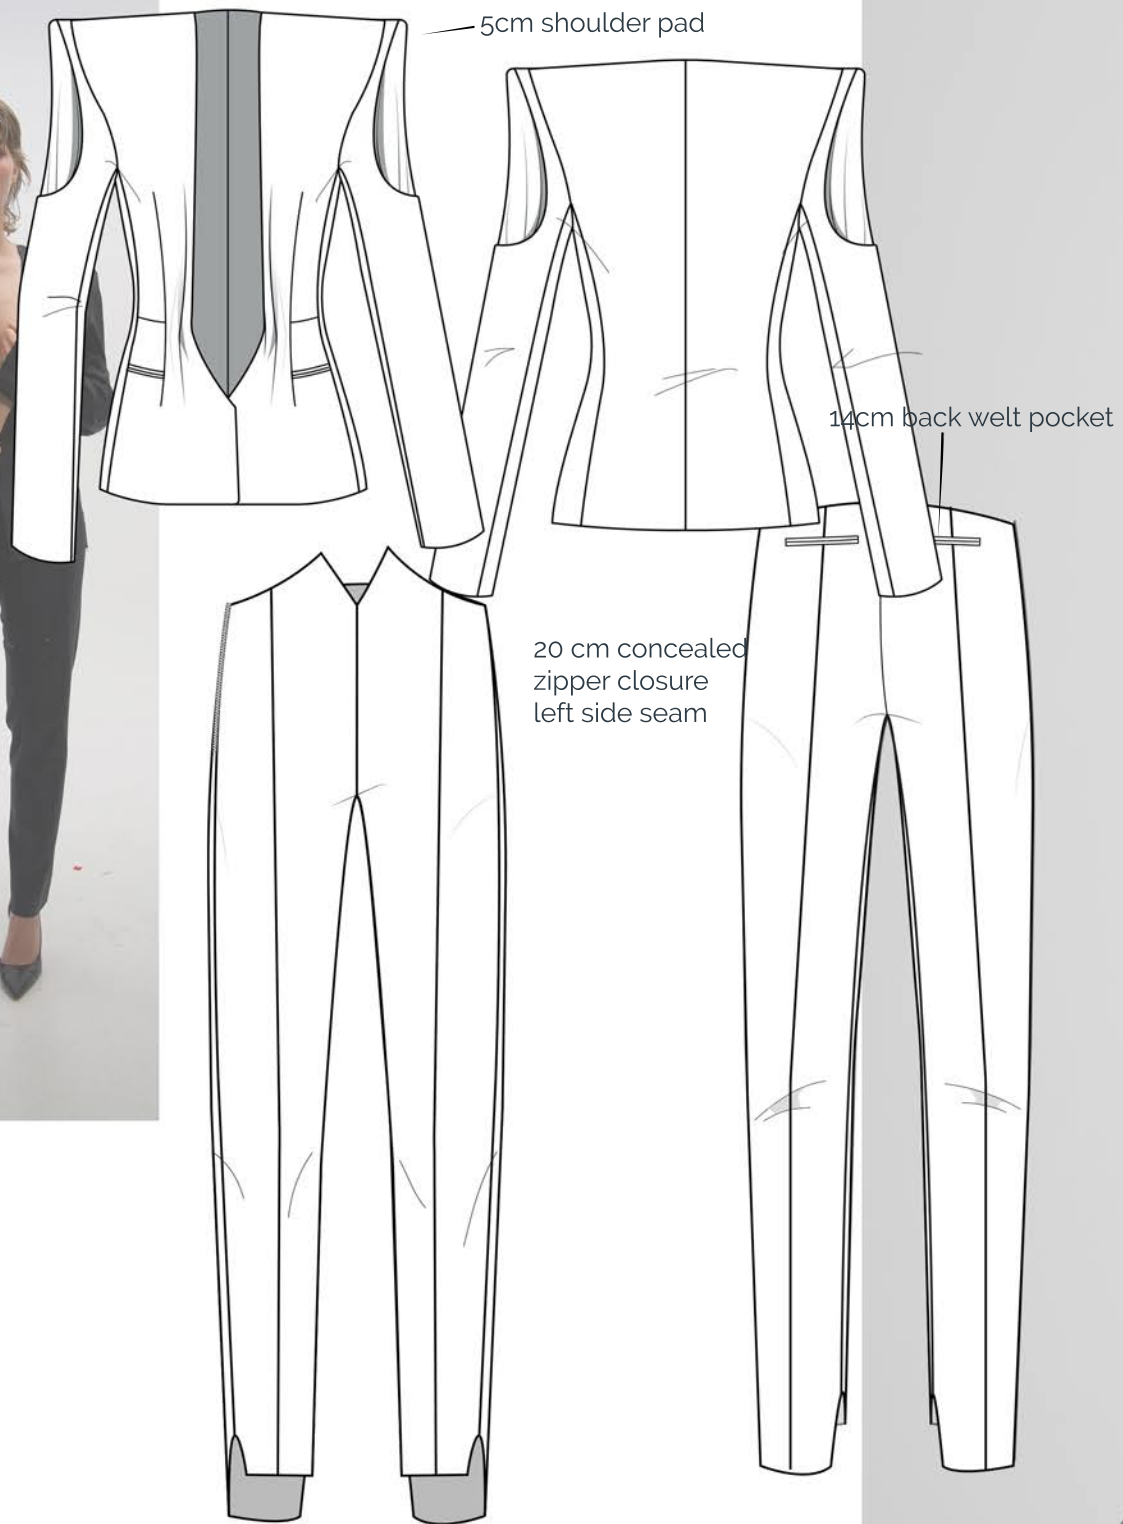 5cm shoulder pad
14cm back welt pocket
20 cm concealed
zipper closure
left side seam